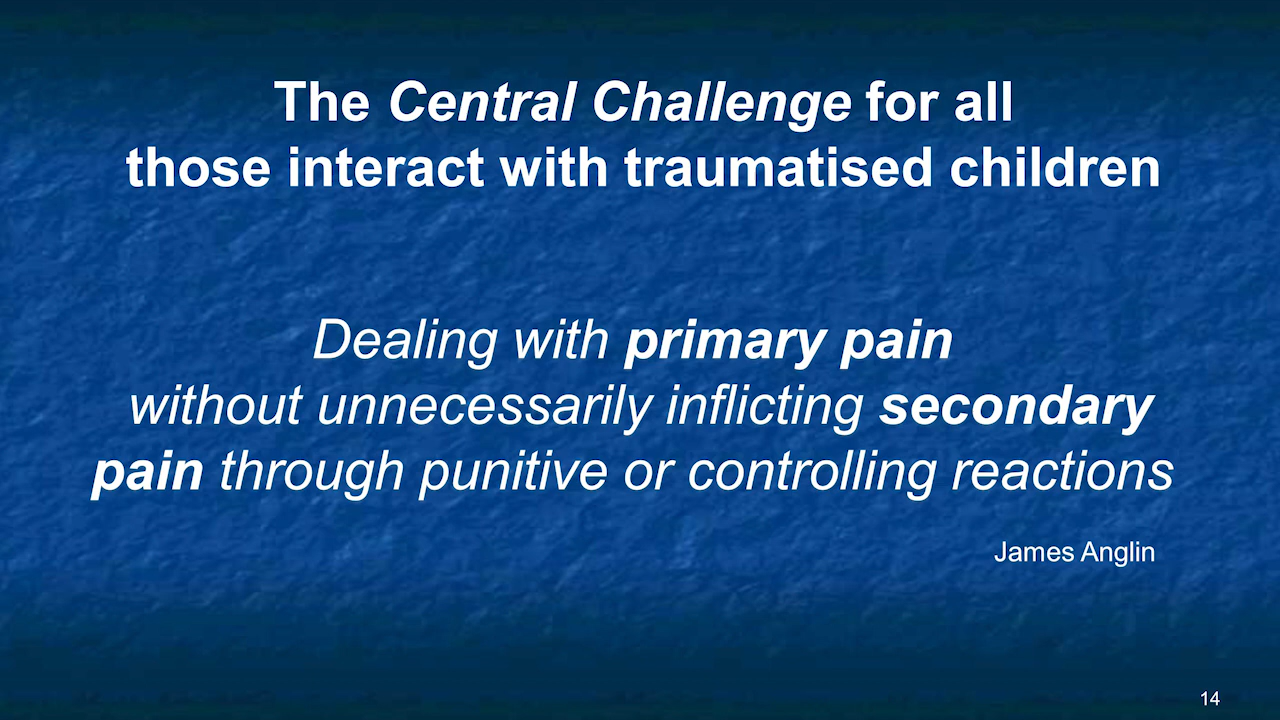 The Central Challenge for all
those interact with traumatised children
Dealing with primary pain
without unnecessarily inflicting secondary
pain through punitive or controlling reactions
James Anglin
14